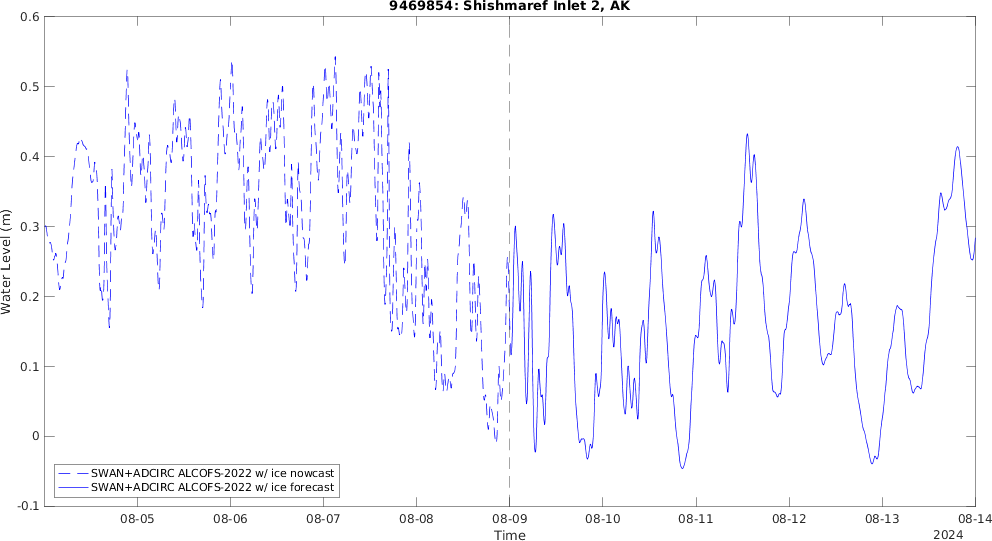 9469854: Shishmaref Inlet 2, AK
0.6
0.5
0.4
0.3
0.2
0.1
0
-0.1
Water Level (m)
SWAN+ADCIRC ALCOFS-2022 w/ ice nowcast
SWAN+ADCIRC ALCOFS-2022 w/ ice forecast
08-05 08-06 08-07 08-08 08-09 08-10 08-11 08-12 08-13 08-14
Time
2024